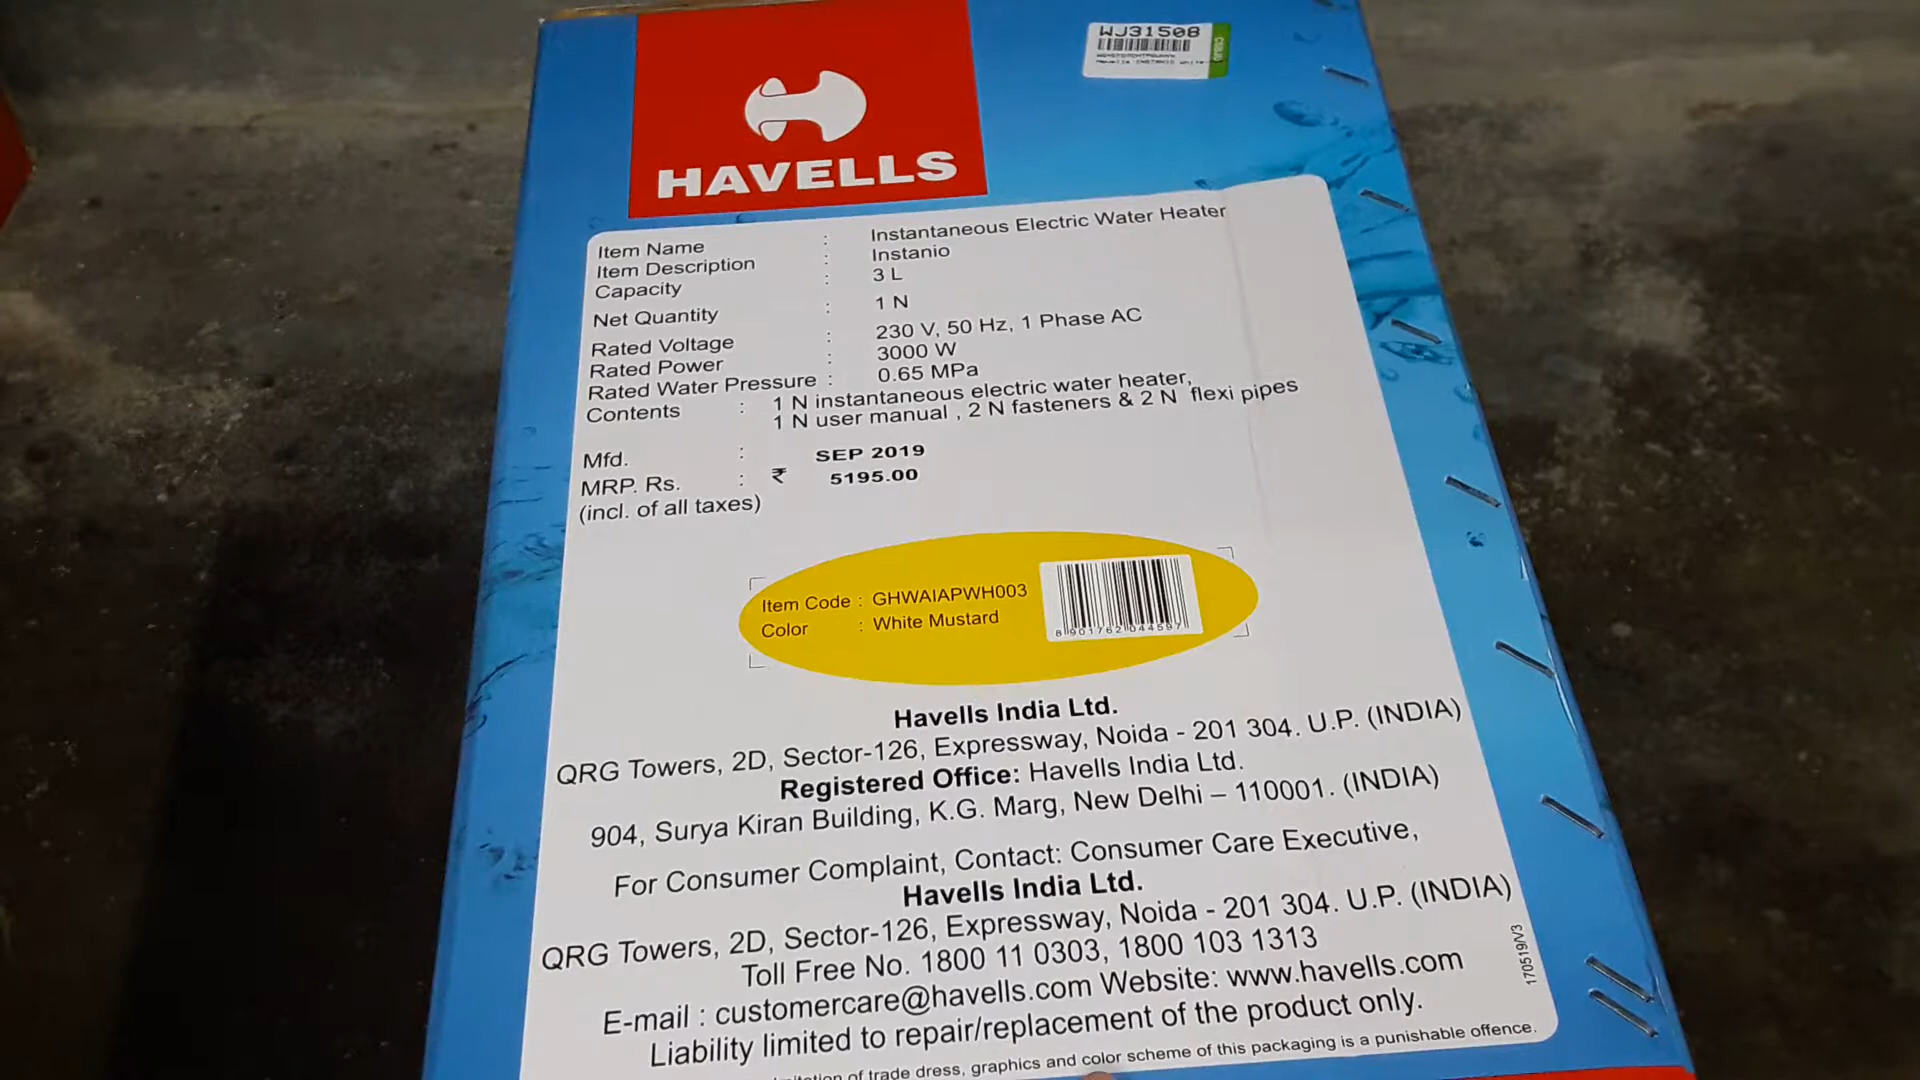 WJ31508
HAVELLS
Item Name : Instantaneous Electric Water Heater
Item Description : Instanio
Capacity : 3 L
Net Quantity : 1 N
Rated Voltage : 230 V, 50 Hz, 1 Phase AC
Rated Power : 3000 W
Rated Water Pressure : 0.65 MPa
Contents : 1 N instantaneous electric water heater,
1 N user manual , 2 N fasteners & 2 N flexi pipes
Mfd. : SEP 2019
MRP. Rs. : ₹ 5195.00
(incl. of all taxes)
Item Code : GHWAIAPWH003
Color : White Mustard
8 901762 044597
Havells India Ltd.
QRG Towers, 2D, Sector-126, Expressway, Noida - 201 304. U.P. (INDIA)
Registered Office: Havells India Ltd.
904, Surya Kiran Building, K.G. Marg, New Delhi – 110001. (INDIA)
For Consumer Complaint, Contact: Consumer Care Executive,
Havells India Ltd.
QRG Towers, 2D, Sector-126, Expressway, Noida - 201 304. U.P. (INDIA)
Toll Free No. 1800 11 0303, 1800 103 1313
E-mail : customercare@havells.com Website: www.havells.com
Liability limited to repair/replacement of the product only.
of trade dress, graphics and color scheme of this packaging is a punishable offence.
170519/V3